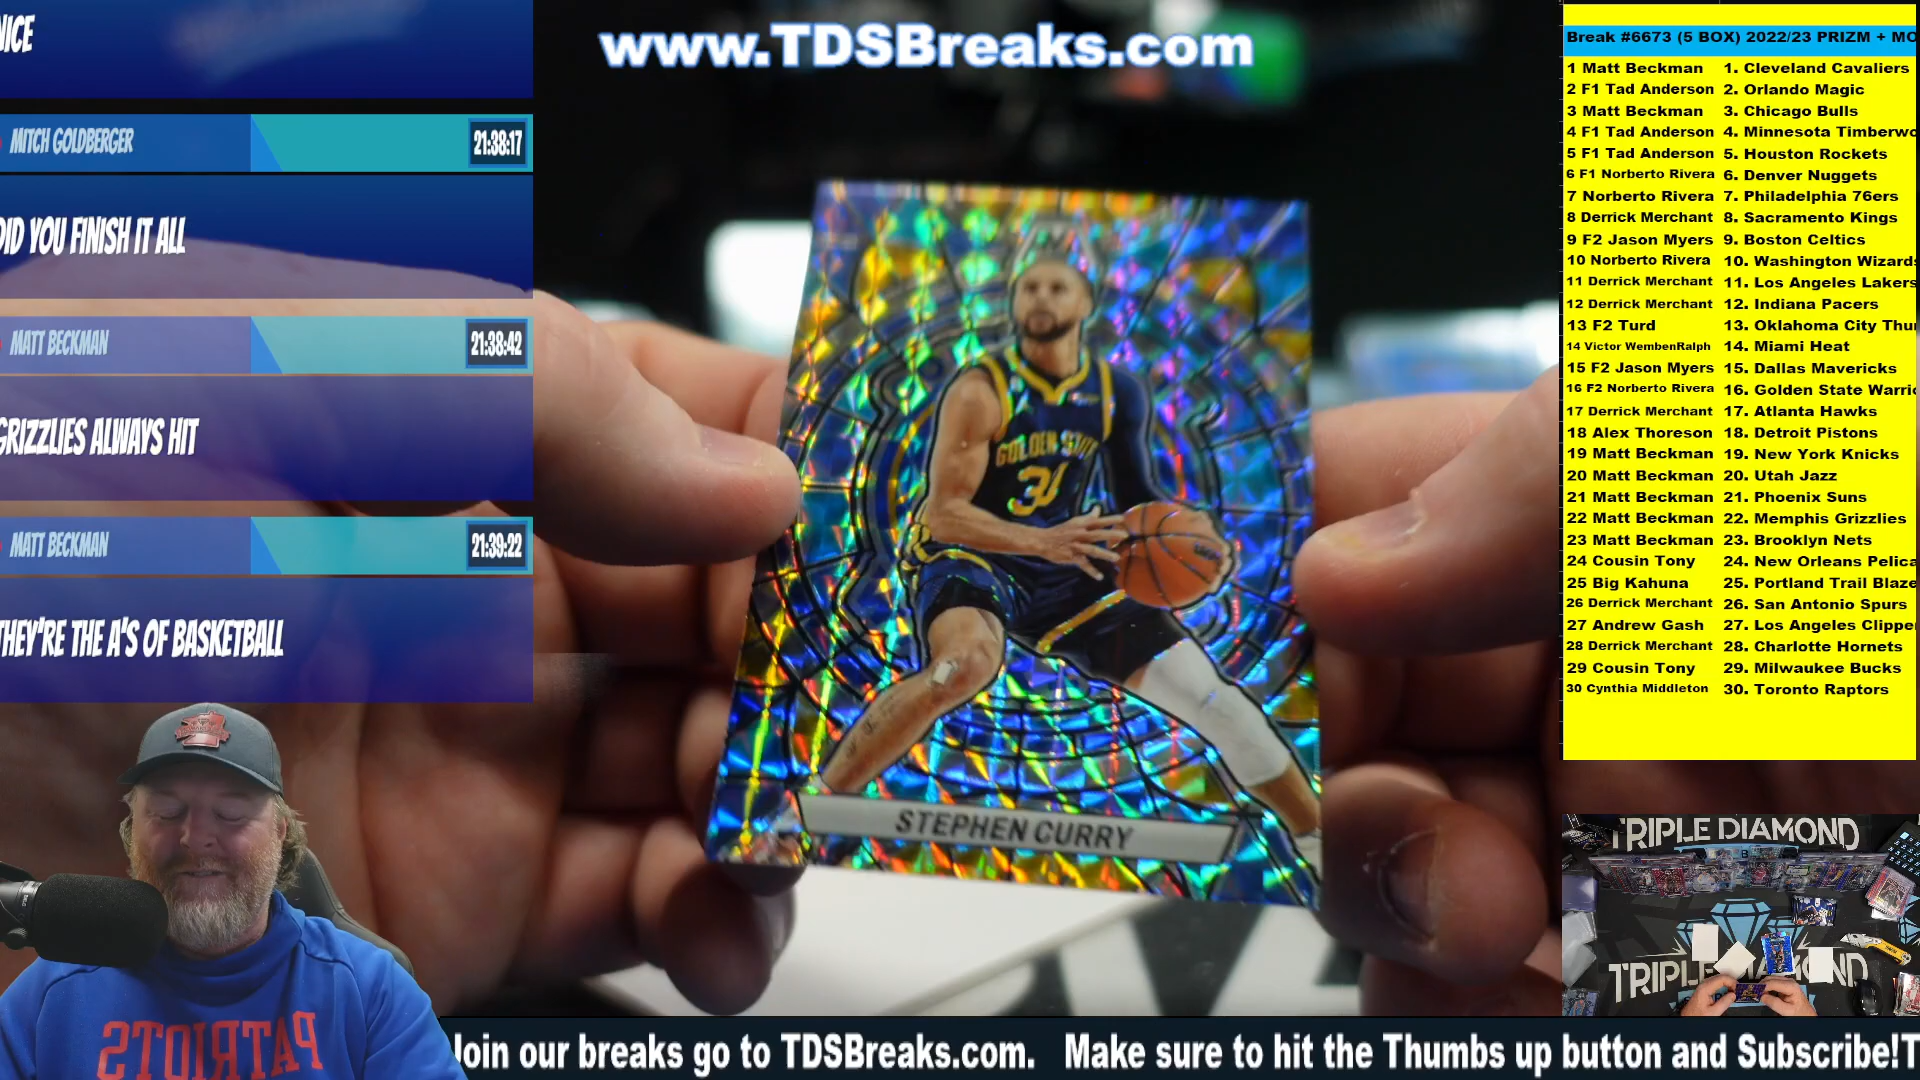 NICE
MITCH GOLDBERGER
21:38:17
DID YOU FINISH IT ALL
MATT BECKMAN
21:38:42
GRIZZLIES ALWAYS HIT
MATT BECKMAN
21:39:22
THEY'RE THE A'S OF BASKETBALL
www.TDSBreaks.com
GOLDEN STATE
30
STEPHEN CURRY
PATRIOTS
Break #6673 (5 BOX) 2022/23 PRIZM + MO
1 Matt Beckman 1. Cleveland Cavaliers
2 F1 Tad Anderson 2. Orlando Magic
3 Matt Beckman 3. Chicago Bulls
4 F1 Tad Anderson 4. Minnesota Timberwo
5 F1 Tad Anderson 5. Houston Rockets
6 F1 Norberto Rivera 6. Denver Nuggets
7 Norberto Rivera 7. Philadelphia 76ers
8 Derrick Merchant 8. Sacramento Kings
9 F2 Jason Myers 9. Boston Celtics
10 Norberto Rivera 10. Washington Wizards
11 Derrick Merchant 11. Los Angeles Lakers
12 Derrick Merchant 12. Indiana Pacers
13 F2 Turd 13. Oklahoma City Thu
14 Victor WembenRalph 14. Miami Heat
15 F2 Jason Myers 15. Dallas Mavericks
16 F2 Norberto Rivera 16. Golden State Warrio
17 Derrick Merchant 17. Atlanta Hawks
18 Alex Thoreson 18. Detroit Pistons
19 Matt Beckman 19. New York Knicks
20 Matt Beckman 20. Utah Jazz
21 Matt Beckman 21. Phoenix Suns
22 Matt Beckman 22. Memphis Grizzlies
23 Matt Beckman 23. Brooklyn Nets
24 Cousin Tony 24. New Orleans Pelica
25 Big Kahuna 25. Portland Trail Blaze
26 Derrick Merchant 26. San Antonio Spurs
27 Andrew Gash 27. Los Angeles Clipper
28 Derrick Merchant 28. Charlotte Hornets
29 Cousin Tony 29. Milwaukee Bucks
30 Cynthia Middleton 30. Toronto Raptors
TRIPLE DIAMOND
TRIPLE DIAMOND
Join our breaks go to TDSBreaks.com. Make sure to hit the Thumbs up button and Subscribe!T